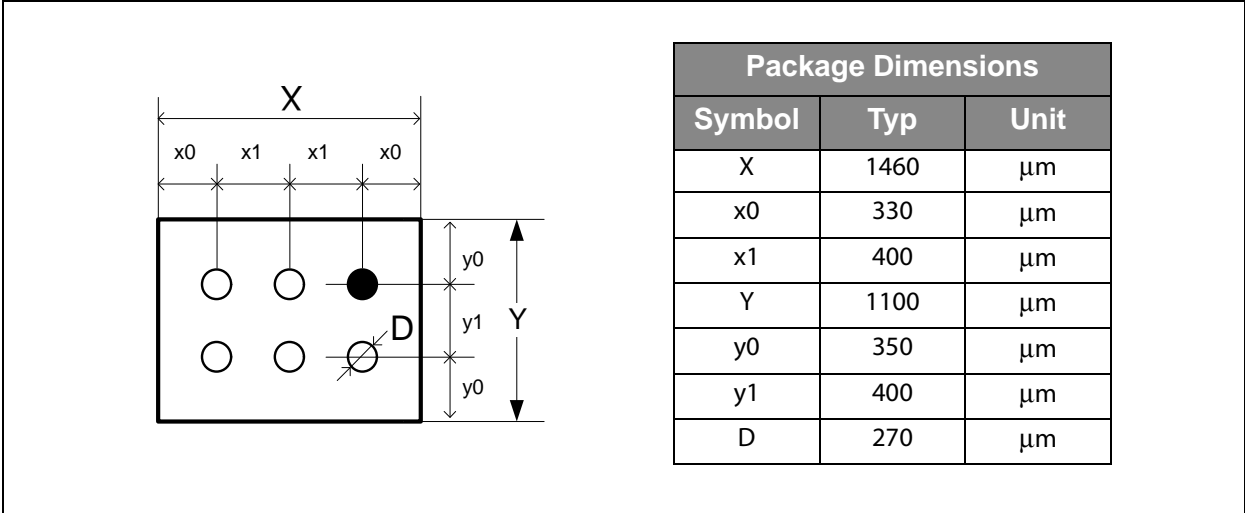 X
x0 x1 x1 x0
y0
y1
Y
D
y0
Package Dimensions
Symbol Typ Unit
X 1460 μm
x0 330 μm
x1 400 μm
Y 1100 μm
y0 350 μm
y1 400 μm
D 270 μm